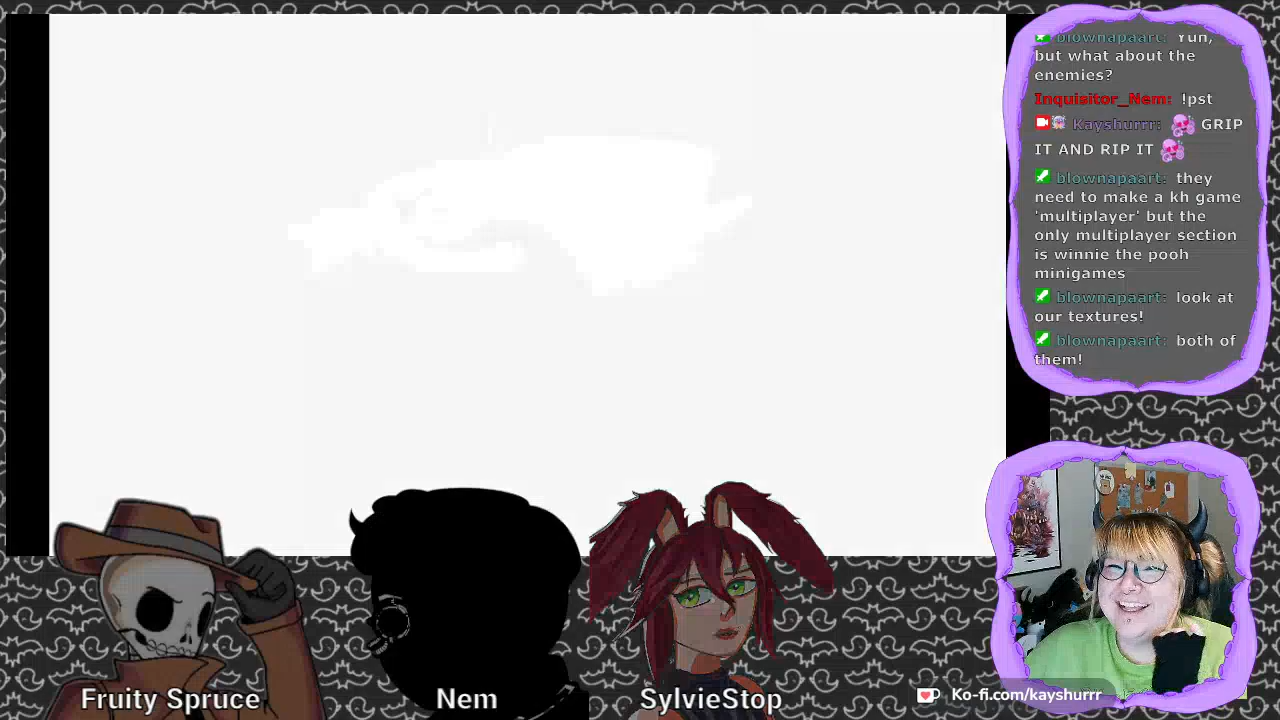 blownapaart: Yun,
but what about the
enemies?
Inquisitor_Nem: !pst
Kayshurrr: GRIP
IT AND RIP IT
blownapaart: they
need to make a kh game
'multiplayer' but the
only multiplayer section
is winnie the pooh
minigames
blownapaart: look at
our textures!
blownapaart: both of
them!
Fruity Spruce
Nem
SylvieStop
Ko-fi.com/kayshurrr